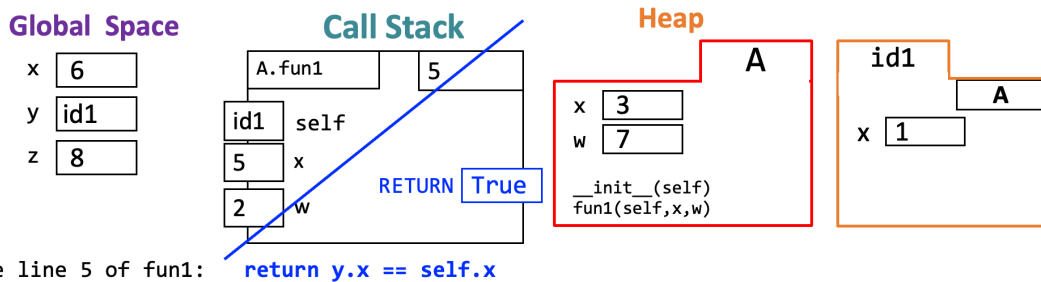 Global Space
x 6
y id1
z 8
Call Stack
A.fun1 5
id1 self
5 x
2 w
RETURN True
Heap
A
x 3
w 7
__init__(self)
fun1(self,x,w)
id1
A
x 1
e line 5 of fun1: return y.x == self.x